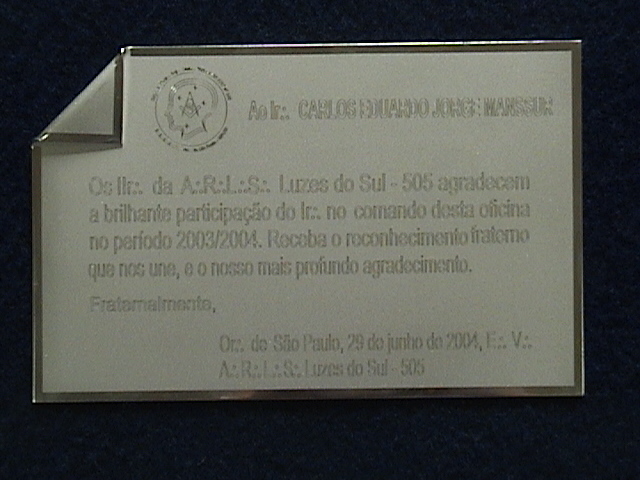 Ao Ir:. CARLOS EDUARDO JORGE MANSSUR
Os IIr:. da A:.R:.L:.S:. Luzes do Sul - 505 agradecem
a brilhante participação do Ir:. no comando desta oficina
no período 2003/2004. Receba o reconhecimento fraterno
que nos une, e o nosso mais profundo agradecimento.
Fraternalmente,
Or:. de São Paulo, 29 de junho de 2004, E:. V:.
A:.R:.L:.S:. Luzes do Sul - 505